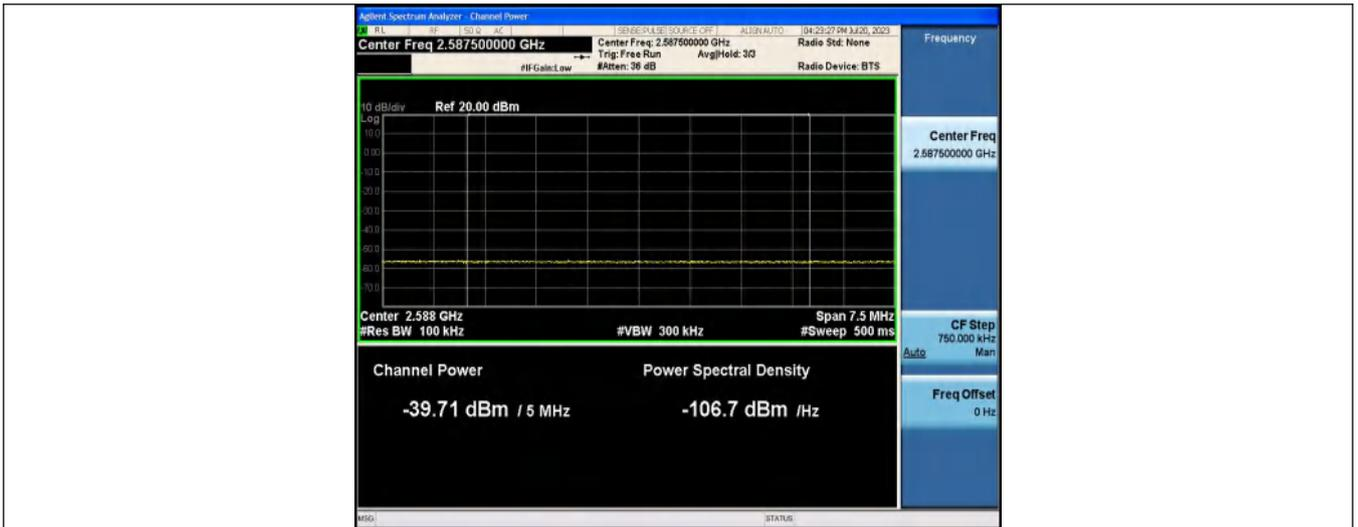 Agilent Spectrum Analyzer - Channel Power
RL RF 50 Ω AC SENSE:PULSE SOURCE OFF ALIGN AUTO 04:23:27 PM Jul 20, 2023
Center Freq 2.587500000 GHz
Center Freq: 2.587500000 GHz
Radio Std: None
Trig: Free Run
Avg|Hold: 3/3
#IFGain:Low
#Atten: 36 dB
Radio Device: BTS
10 dB/div
Ref 20.00 dBm
Log
10.0
0.00
-10.0
-20.0
-30.0
-40.0
-50.0
-60.0
-70.0
Center 2.588 GHz
Span 7.5 MHz
#Res BW 100 kHz
#VBW 300 kHz
#Sweep 500 ms
Channel Power
Power Spectral Density
-39.71 dBm / 5 MHz
-106.7 dBm /Hz
MSG
STATUS
Frequency
Center Freq
2.587500000 GHz
CF Step
750.000 kHz
Auto Man
Freq Offset
0 Hz